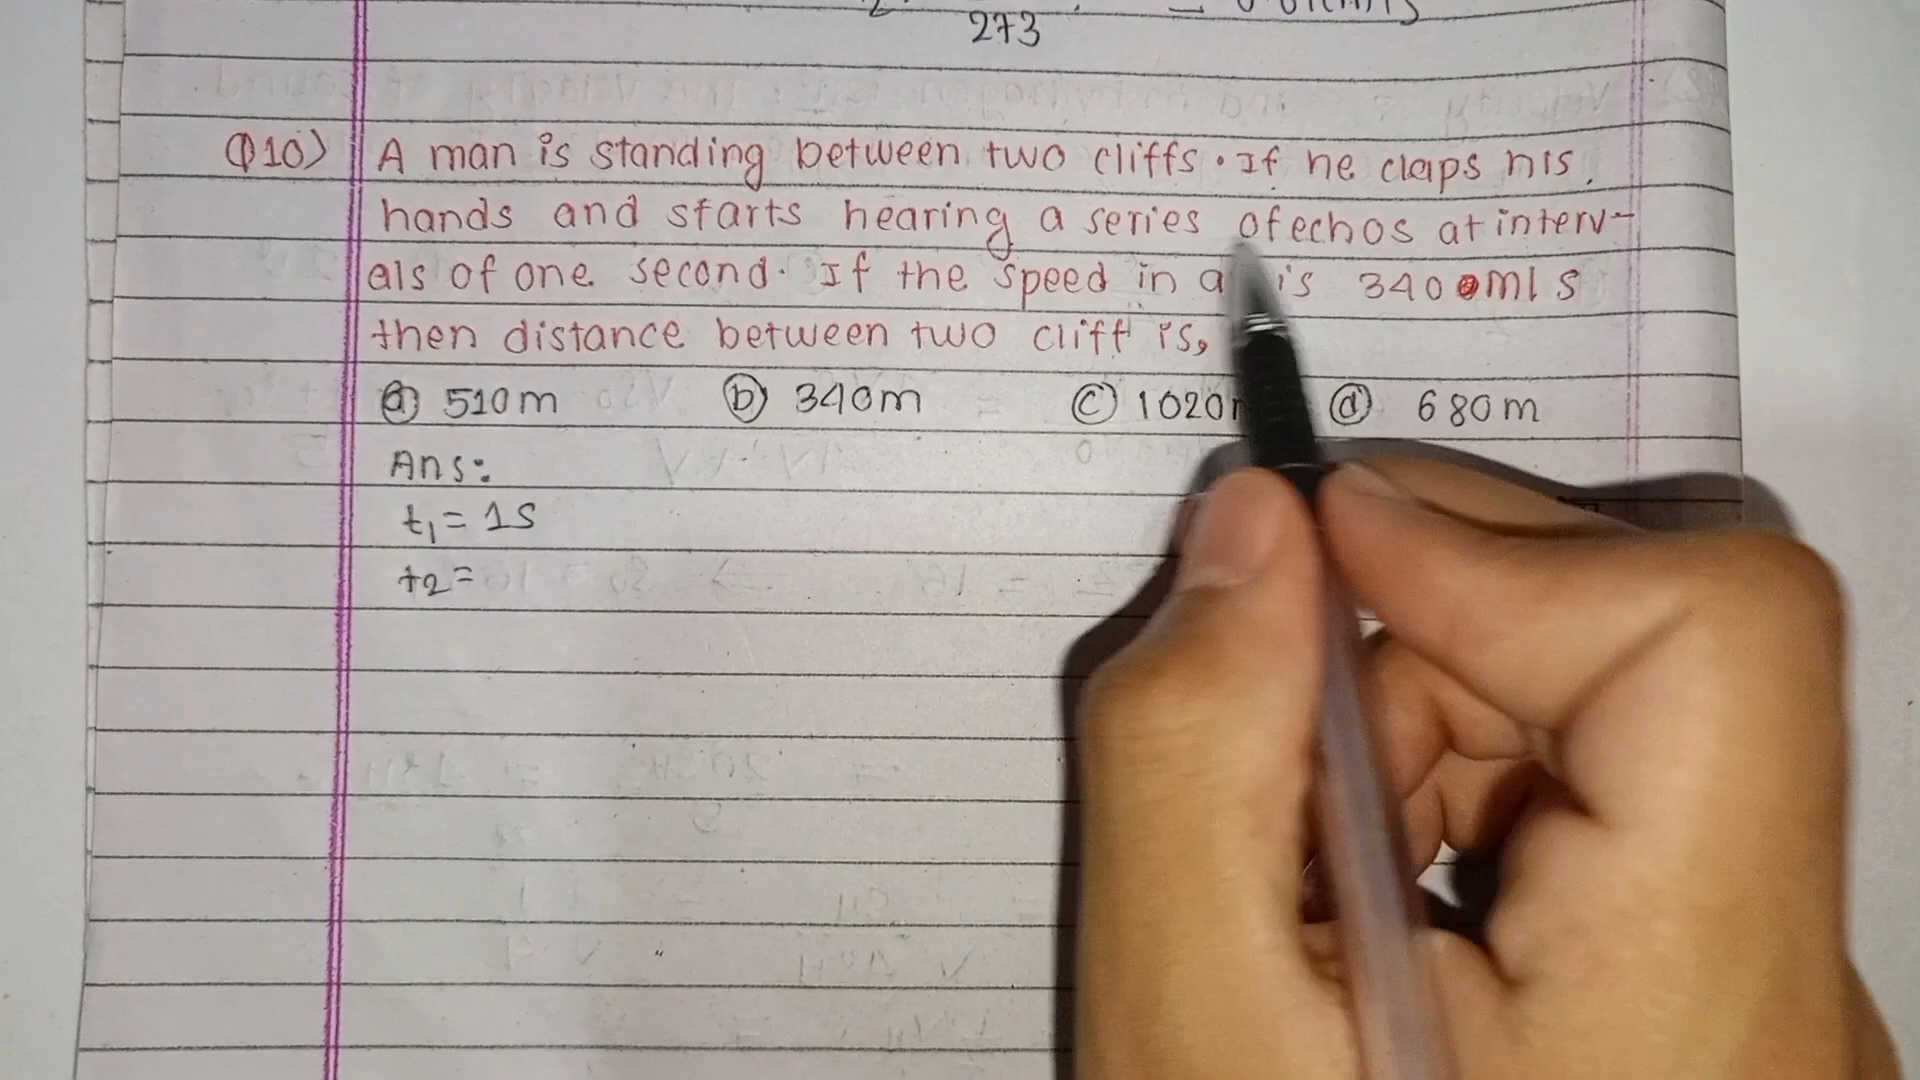 273
Q10) A man is standing between two cliffs. If he claps his,
hands and starts hearing a series of echos at interv-
als of one second. If the speed in is 340 m/s
then distance between two cliff is,
(a) 510m (b) 340m (c) 1020 (d) 680m
Ans:
t1 = 1s
t2 =